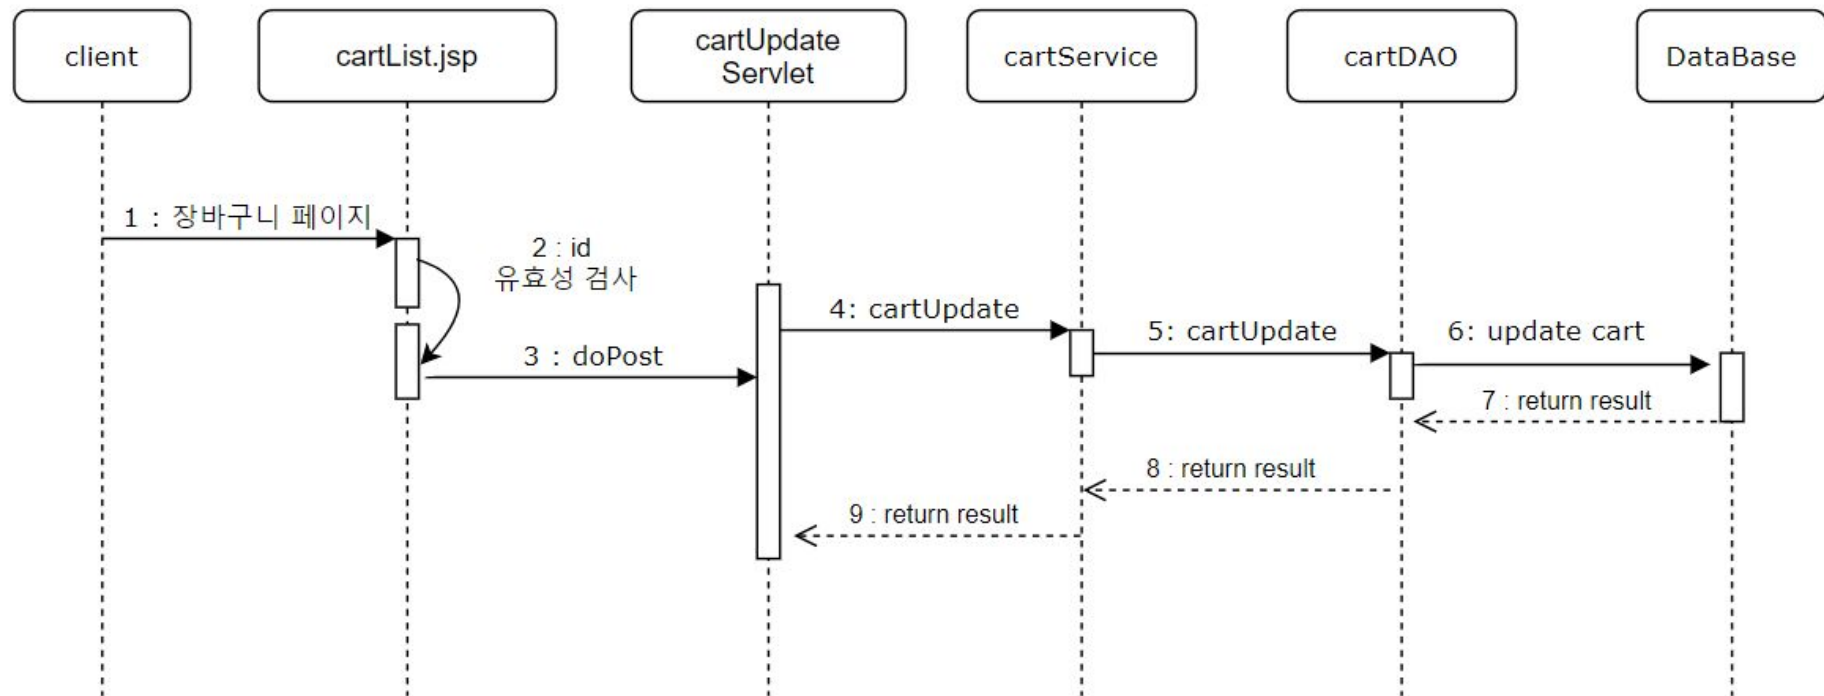 client
cartList.jsp
cartUpdate
Servlet
cartService
cartDAO
DataBase
1 : 장바구니 페이지
2 : id
유효성 검사
3 : doPost
4: cartUpdate
5: cartUpdate
6: update cart
7 : return result
8 : return result
9 : return result